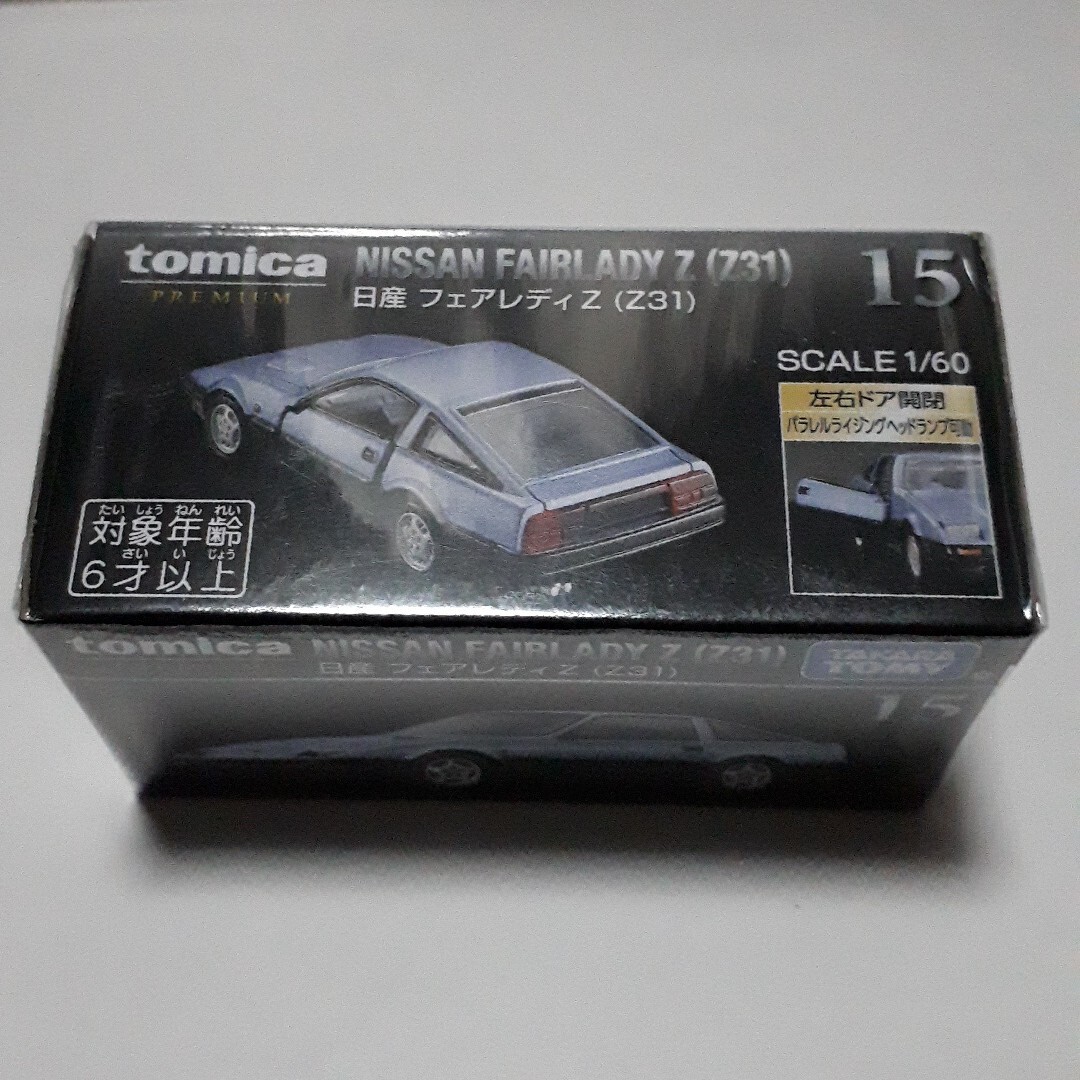 tomica
PREMIUM
NISSAN FAIRLADY Z (Z31)
日産 フェアレディZ (Z31)
15
SCALE 1/60
左右ドア開閉
パラレルライジングヘッドランプ可動
たい しょう ねん れい
対象年齢
さい い じょう
6才以上
tomica
NISSAN FAIRLADY Z (Z31)
日産 フェアレディZ (Z31)
TAKARA
TOMY
15